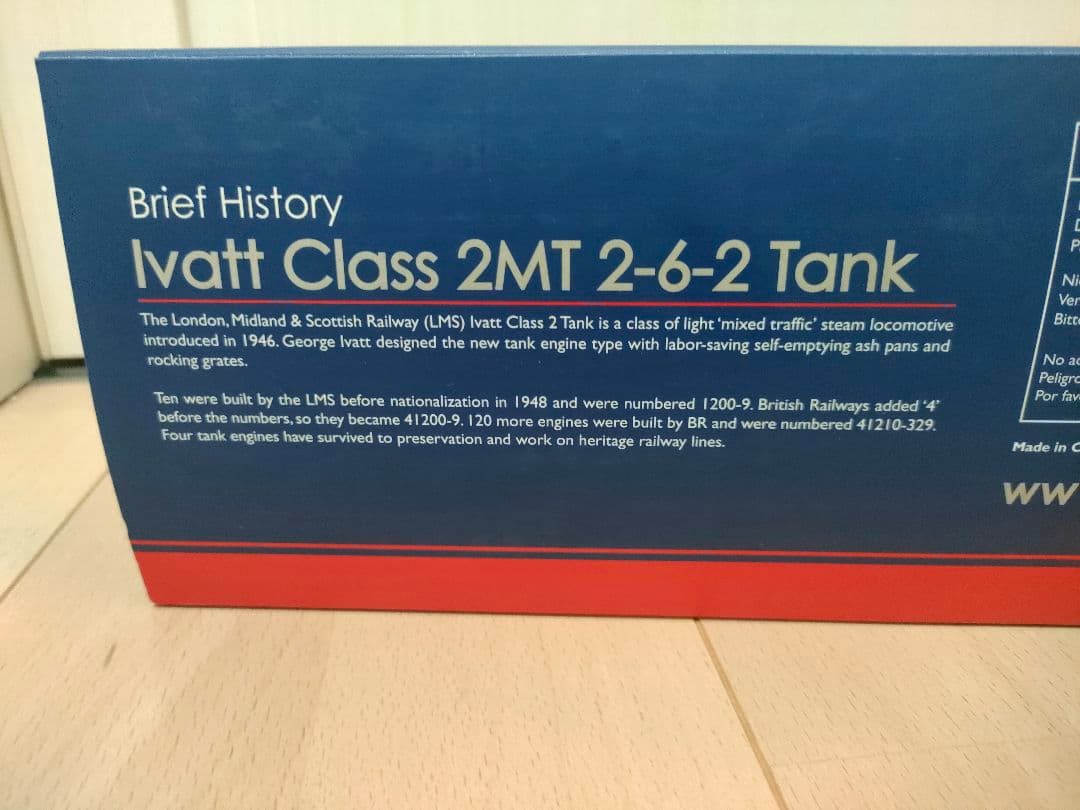 Brief History
Ivatt Class 2MT 2-6-2 Tank
The London, Midland & Scottish Railway (LMS) Ivatt Class 2 Tank is a class of light 'mixed traffic' steam locomotive
introduced in 1946. George Ivatt designed the new tank engine type with labor-saving self-emptying ash pans and
rocking grates.
Ten were built by the LMS before nationalization in 1948 and were numbered 1200-9. British Railways added '4'
before the numbers, so they became 41200-9. 120 more engines were built by BR and were numbered 41210-329.
Four tank engines have survived to preservation and work on heritage railway lines.
No
Por
Made in